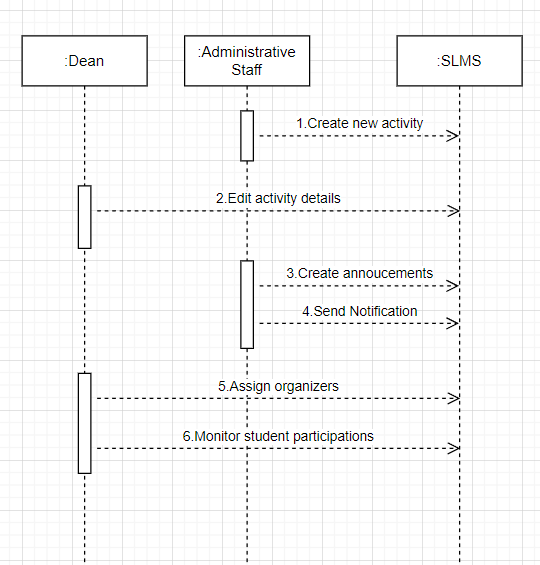 :Dean
:Administrative
Staff
:SLMS
1.Create new activity
2.Edit activity details
3.Create annoucements
4.Send Notification
5.Assign organizers
6.Monitor student participations